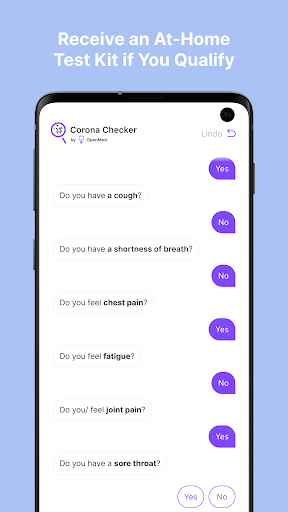 Receive an At-Home
Test Kit if You Qualify
Corona Checker
by OpenMed
Undo
Yes
Do you have a cough?
No
Do you have a shortness of breath?
No
Do you feel chest pain?
Yes
Do you feel fatigue?
No
Do you/ feel joint pain?
Yes
Do you have a sore throat?
Yes No